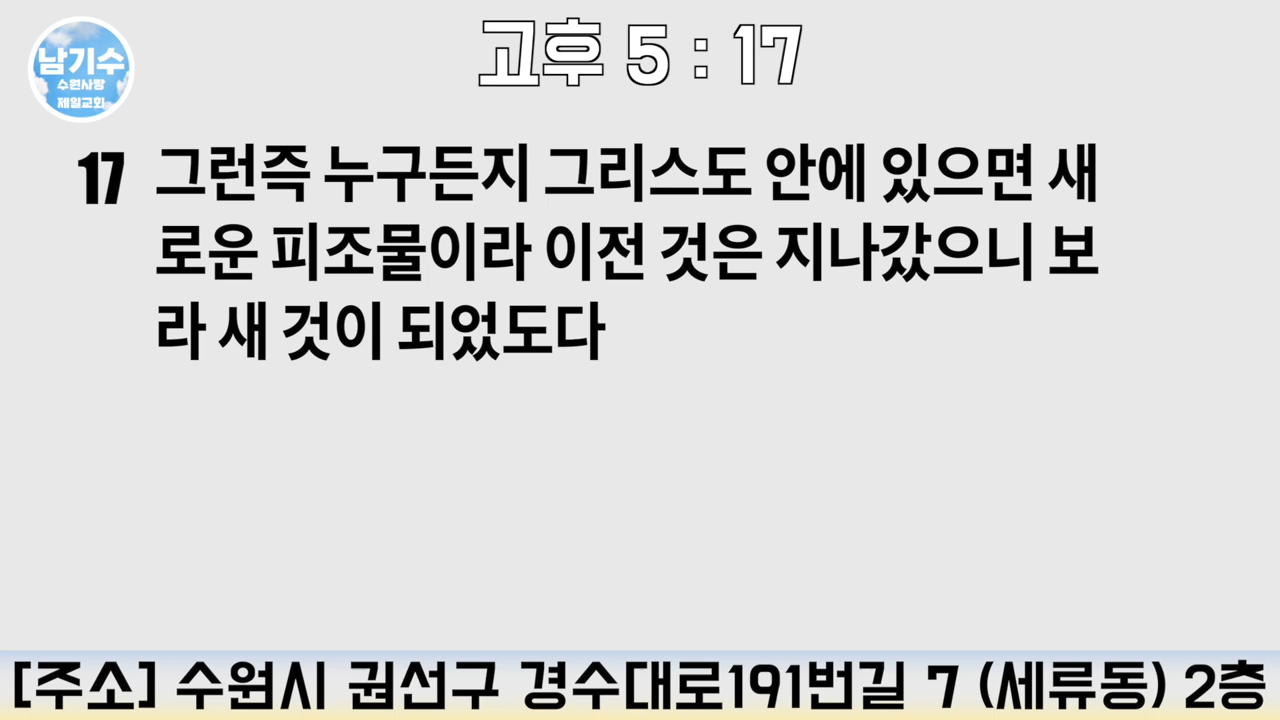 남기수
수원사랑
제일교회
고후 5 : 17
17 그런즉 누구든지 그리스도 안에 있으면 새
로운 피조물이라 이전 것은 지나갔으니 보
라 새 것이 되었도다
[주소] 수원시 권선구 경수대로191번길 7 (세류동) 2층